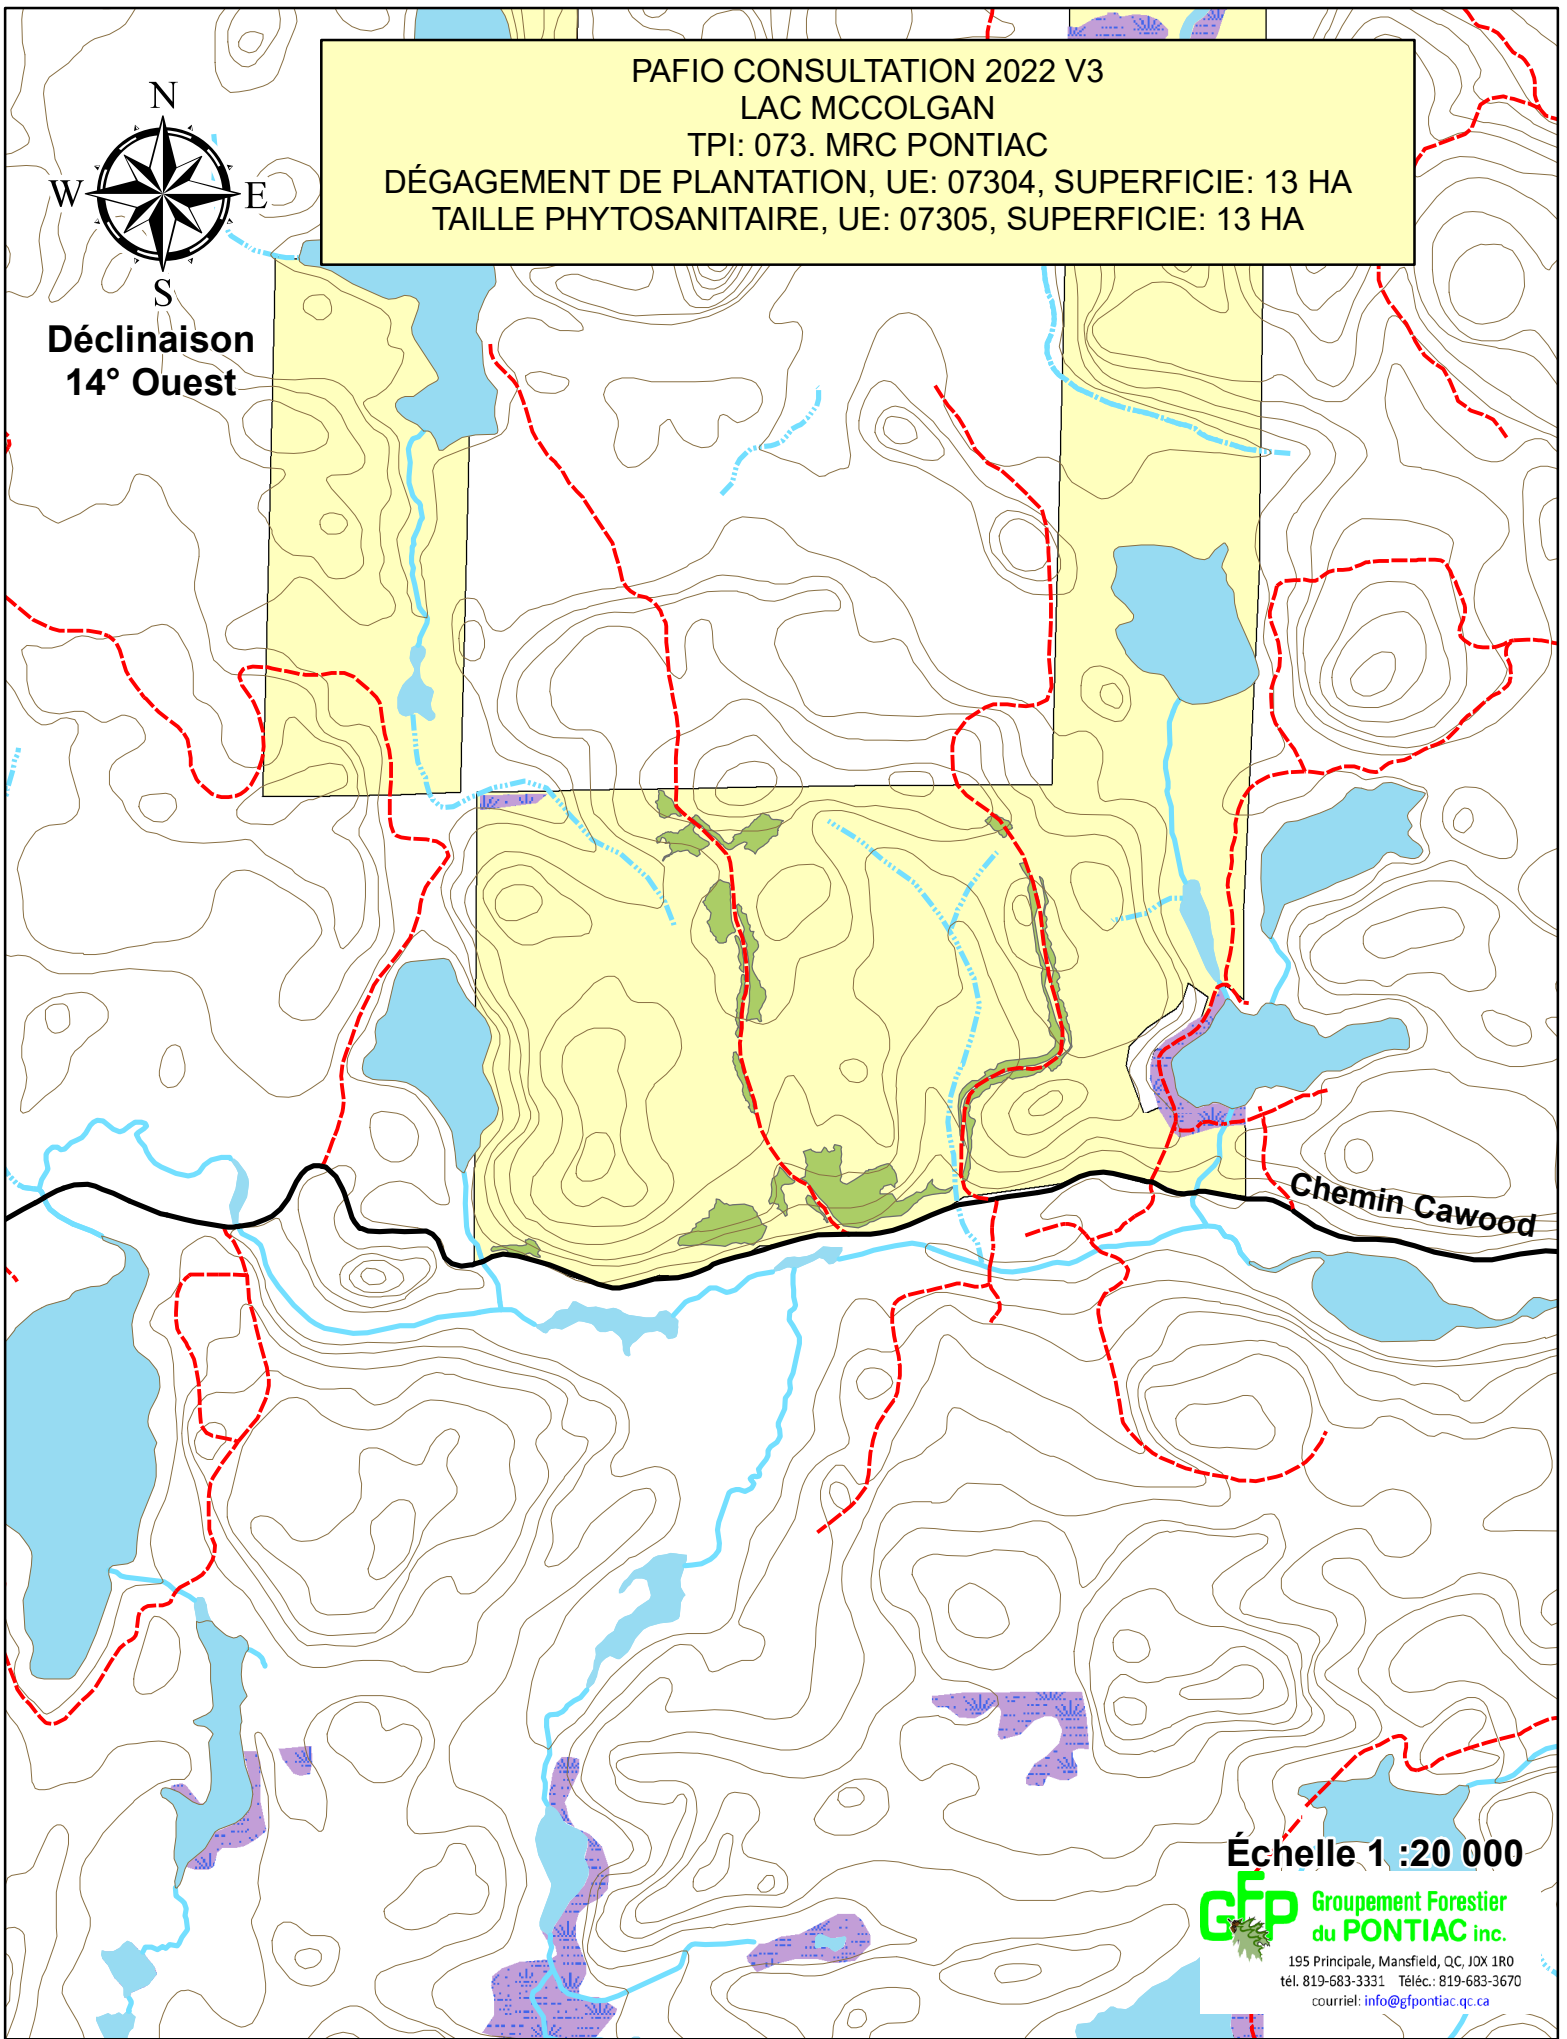 PAFIO CONSULTATION 2022 V3
LAC MCCOLGAN
TPI: 073. MRC PONTIAC
DÉGAGEMENT DE PLANTATION, UE: 07304, SUPERFICIE: 13 HA
TAILLE PHYTOSANITAIRE, UE: 07305, SUPERFICIE: 13 HA
N
W
E
S
Déclinaison
14° Ouest
Chemin Cawood
Échelle 1 :20 000
GFP
Groupement Forestier
du PONTIAC inc.
195 Principale, Mansfield, QC, J0X 1R0
tél. 819-683-3331 Téléc.: 819-683-3670
courriel: info@gfpontiac.qc.ca